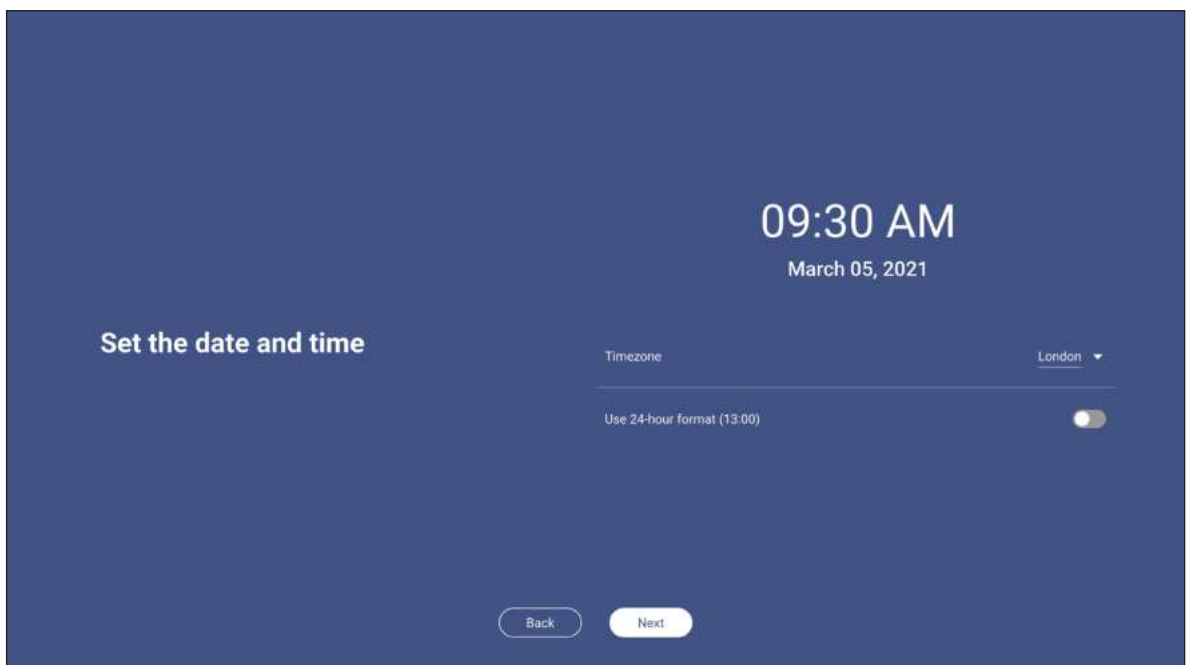 09:30 AM
March 05, 2021
Set the date and time
Timezone
London
Use 24-hour format (13:00)
Back
Next